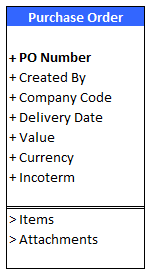 Purchase Order
+ PO Number
+ Created By
+ Company Code
+ Delivery Date
+ Value
+ Currency
+ Incoterm
> Items
> Attachments